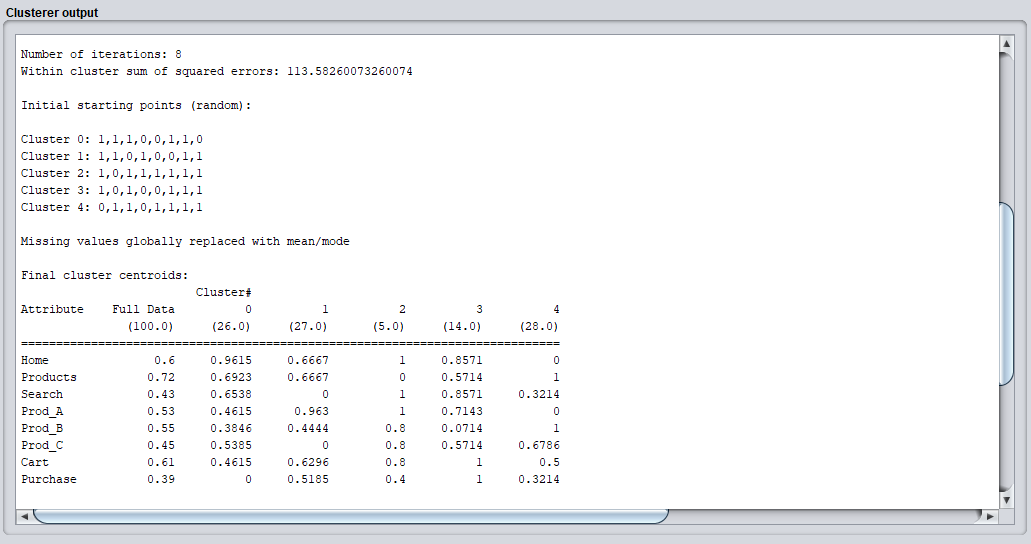 Clusterer output
Number of iterations: 8
Within cluster sum of squared errors: 113.58260073260074
Initial starting points (random):
Cluster 0: 1,1,1,0,0,1,1,0
Cluster 1: 1,1,0,1,0,0,1,1
Cluster 2: 1,0,1,1,1,1,1,1
Cluster 3: 1,0,1,0,0,1,1,1
Cluster 4: 0,1,1,0,1,1,1,1
Missing values globally replaced with mean/mode
Final cluster centroids:
Cluster#
Attribute Full Data 0 1 2 3 4
(100.0) (26.0) (27.0) (5.0) (14.0) (28.0)
==============================================================================
Home 0.6 0.9615 0.6667 1 0.8571 0
Products 0.72 0.6923 0.6667 0 0.5714 1
Search 0.43 0.6538 0 1 0.8571 0.3214
Prod_A 0.53 0.4615 0.963 1 0.7143 0
Prod_B 0.55 0.3846 0.4444 0.8 0.0714 1
Prod_C 0.45 0.5385 0 0.8 0.5714 0.6786
Cart 0.61 0.4615 0.6296 0.8 1 0.5
Purchase 0.39 0 0.5185 0.4 1 0.3214